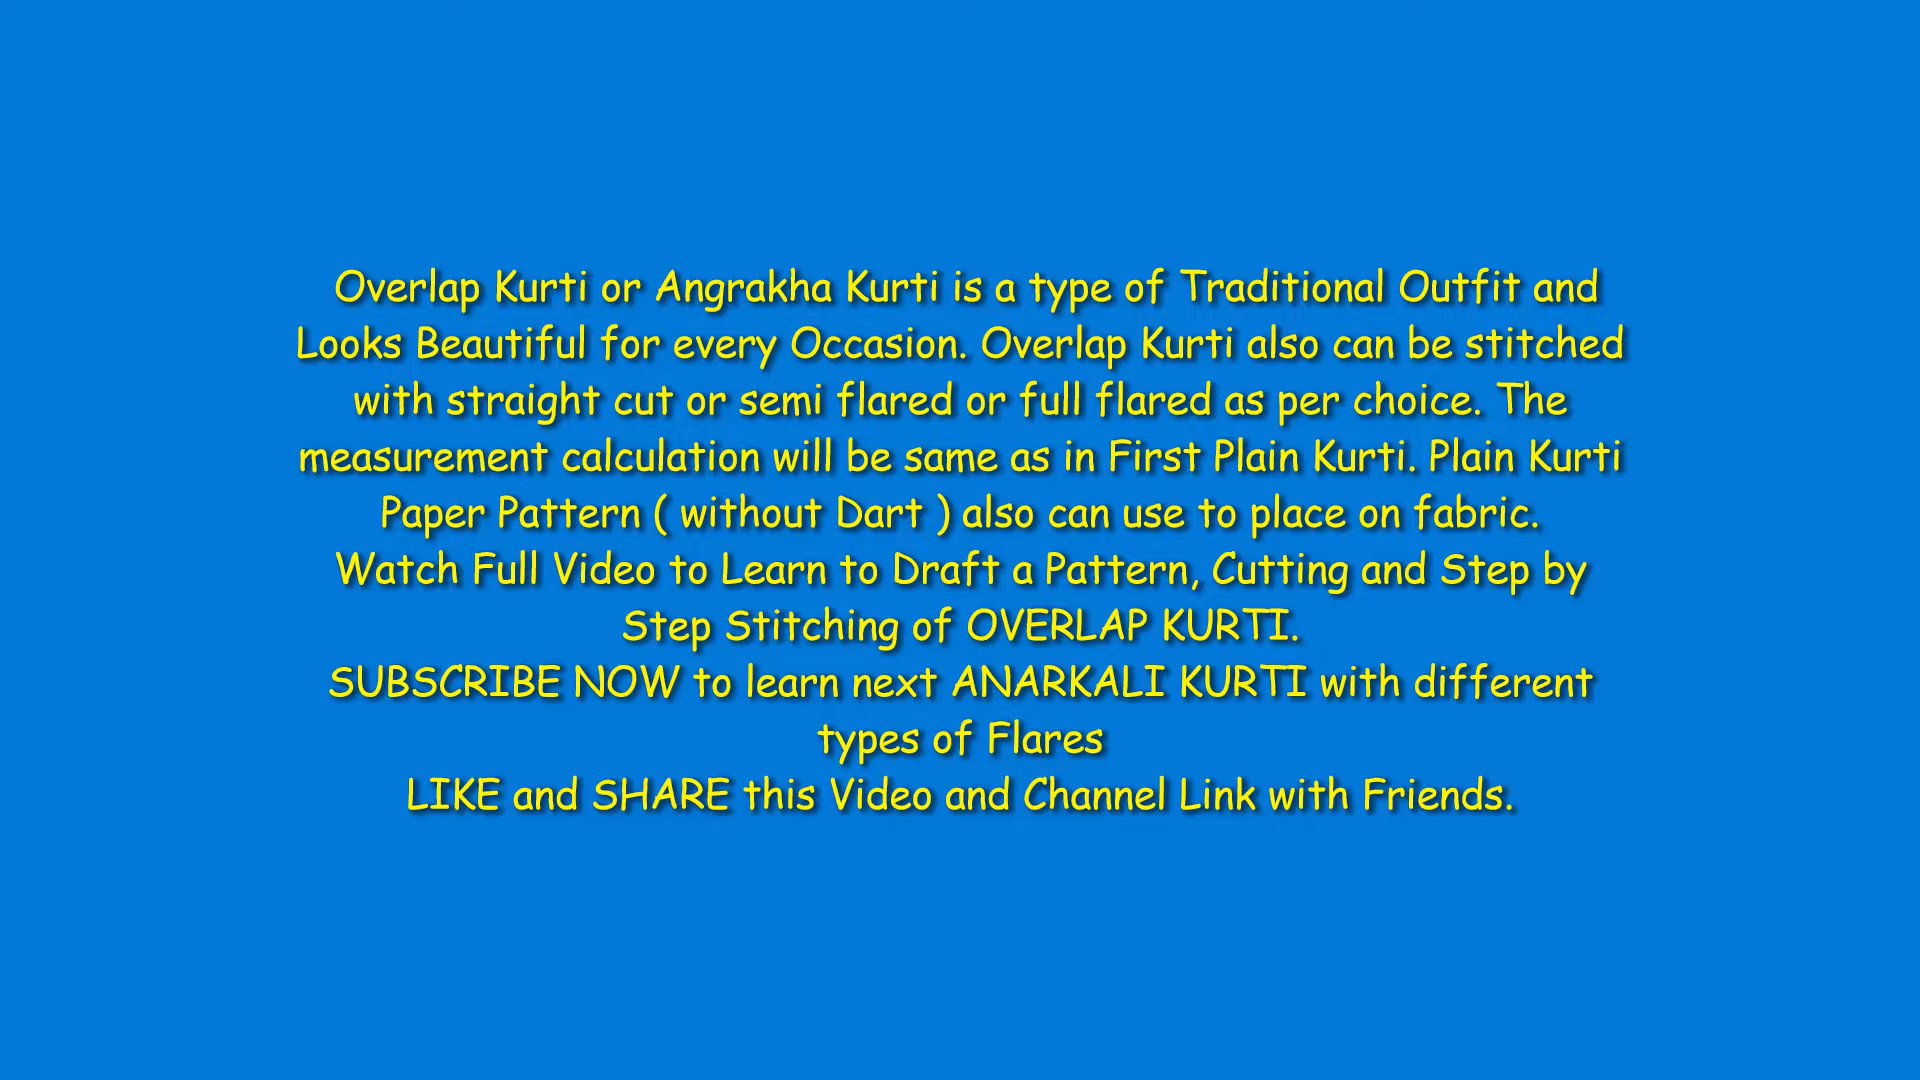 Overlap Kurti or Angrakha Kurti is a type of Traditional Outfit and
Looks Beautiful for every Occasion. Overlap Kurti also can be stitched
with straight cut or semi flared or full flared as per choice. The
measurement calculation will be same as in First Plain Kurti. Plain Kurti
Paper Pattern ( without Dart ) also can use to place on fabric.
Watch Full Video to Learn to Draft a Pattern, Cutting and Step by
Step Stitching of OVERLAP KURTI.
SUBSCRIBE NOW to learn next ANARKALI KURTI with different
types of Flares
LIKE and SHARE this Video and Channel Link with Friends.